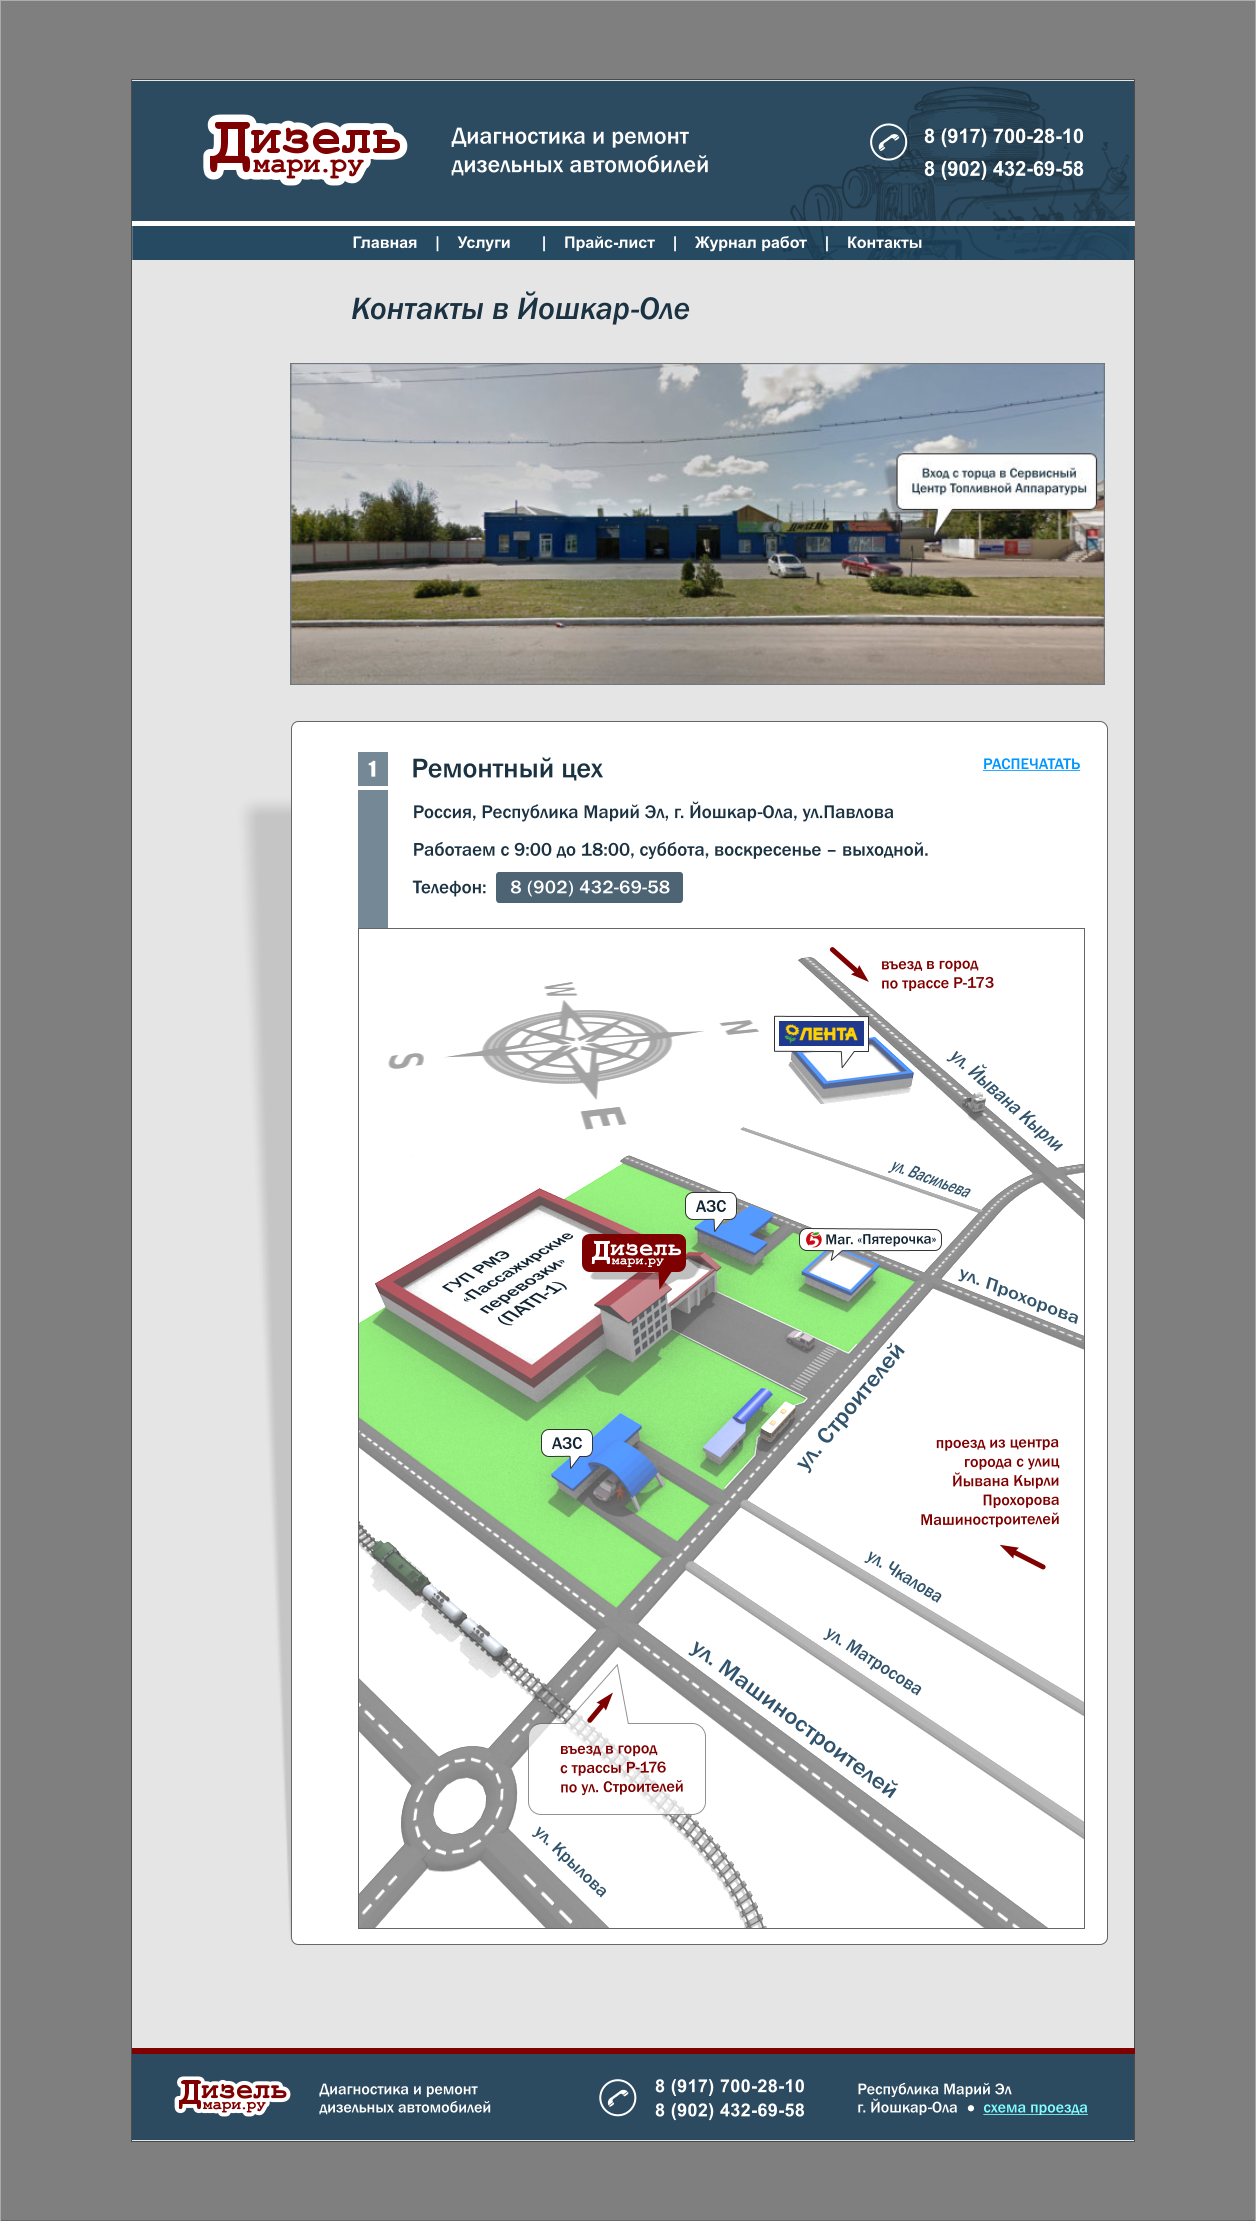 Дизель
мари.ру
Диагностика и ремонт
дизельных автомобилей
8 (917) 700-28-10
8 (902) 432-69-58
Главная | Услуги | Прайс-лист | Журнал работ | Контакты
Контакты в Йошкар-Оле
Вход с торца в Сервисный
Центр Топливной Аппаратуры
ДИЗЕЛЬ
1
Ремонтный цех
РАСПЕЧАТАТЬ
Россия, Республика Марий Эл, г. Йошкар-Ола, ул.Павлова
Работаем с 9:00 до 18:00, суббота, воскресенье – выходной.
Телефон: 8 (902) 432-69-58
въезд в город
по трассе Р-173
W
N
S
E
ЛЕНТА
ул. Йывана Кырли
ул. Васильева
АЗС
Маг. «Пятерочка»
Дизель
мари.ру
ГУП РМЭ
«Пассажирские
перевозки»
(ПАТП-1)
ул. Прохорова
ул. Строителей
АЗС
проезд из центра
города с улиц
Йывана Кырли
Прохорова
Машиностроителей
ул. Чкалова
ул. Матросова
ул. Машиностроителей
въезд в город
с трассы Р-176
по ул. Строителей
ул. Крылова
Дизель
мари.ру
Диагностика и ремонт
дизельных автомобилей
8 (917) 700-28-10
8 (902) 432-69-58
Республика Марий Эл
г. Йошкар-Ола ● схема проезда